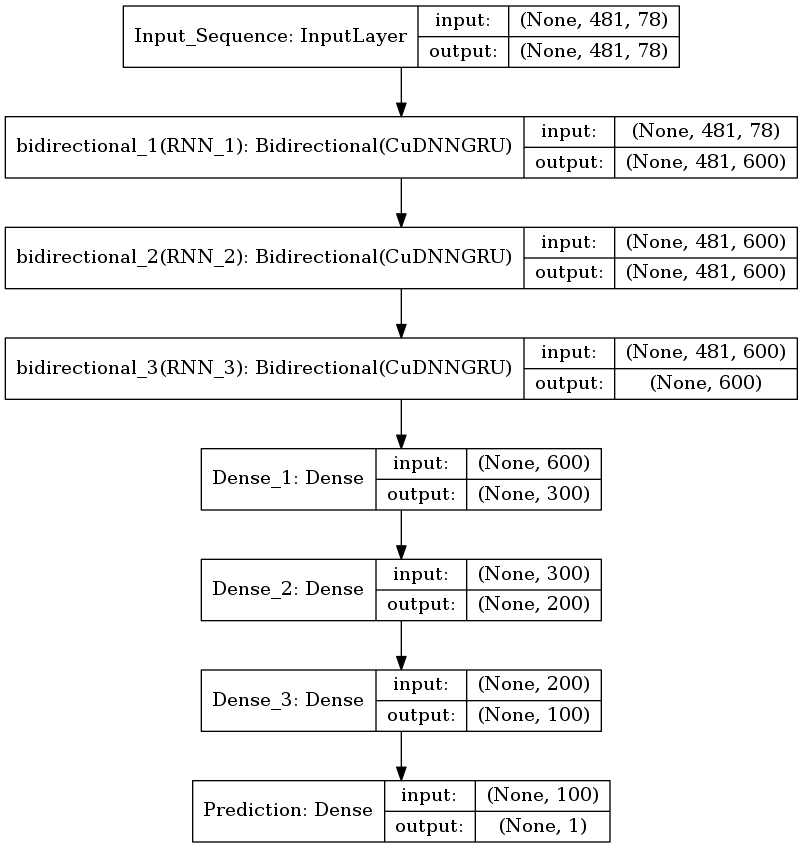 Input_Sequence: InputLayer
input: (None, 481, 78)
output: (None, 481, 78)
bidirectional_1(RNN_1): Bidirectional(CuDNNGRU)
input: (None, 481, 78)
output: (None, 481, 600)
bidirectional_2(RNN_2): Bidirectional(CuDNNGRU)
input: (None, 481, 600)
output: (None, 481, 600)
bidirectional_3(RNN_3): Bidirectional(CuDNNGRU)
input: (None, 481, 600)
output: (None, 600)
Dense_1: Dense
input: (None, 600)
output: (None, 300)
Dense_2: Dense
input: (None, 300)
output: (None, 200)
Dense_3: Dense
input: (None, 200)
output: (None, 100)
Prediction: Dense
input: (None, 100)
output: (None, 1)